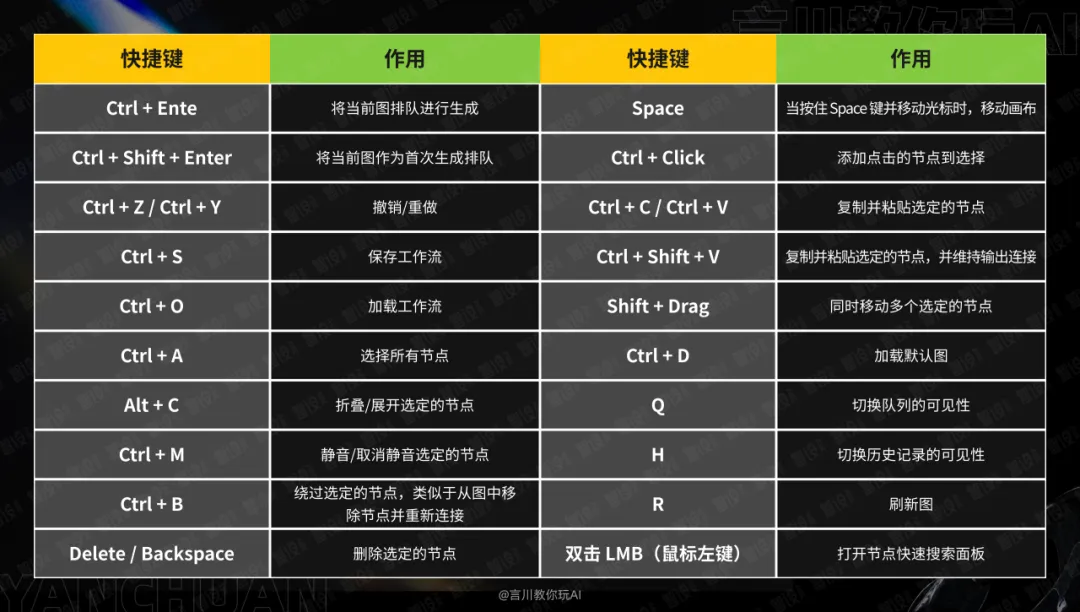 言川教你玩AI
快捷键 作用 快捷键 作用
Ctrl + Ente 将当前图排队进行生成 Space 当按住 Space 键并移动光标时，移动画布
Ctrl + Shift + Enter 将当前图作为首次生成排队 Ctrl + Click 添加点击的节点到选择
Ctrl + Z / Ctrl + Y 撤销/重做 Ctrl + C / Ctrl + V 复制并粘贴选定的节点
Ctrl + S 保存工作流 Ctrl + Shift + V 复制并粘贴选定的节点，并维持输出连接
Ctrl + O 加载工作流 Shift + Drag 同时移动多个选定的节点
Ctrl + A 选择所有节点 Ctrl + D 加载默认图
Alt + C 折叠/展开选定的节点 Q 切换队列的可见性
Ctrl + M 静音/取消静音选定的节点 H 切换历史记录的可见性
Ctrl + B 绕过选定的节点，类似于从图中移
除节点并重新连接 R 刷新图
Delete / Backspace 删除选定的节点 双击 LMB（鼠标左键） 打开节点快速搜索面板
YANCHUAN
@言川教你玩AI